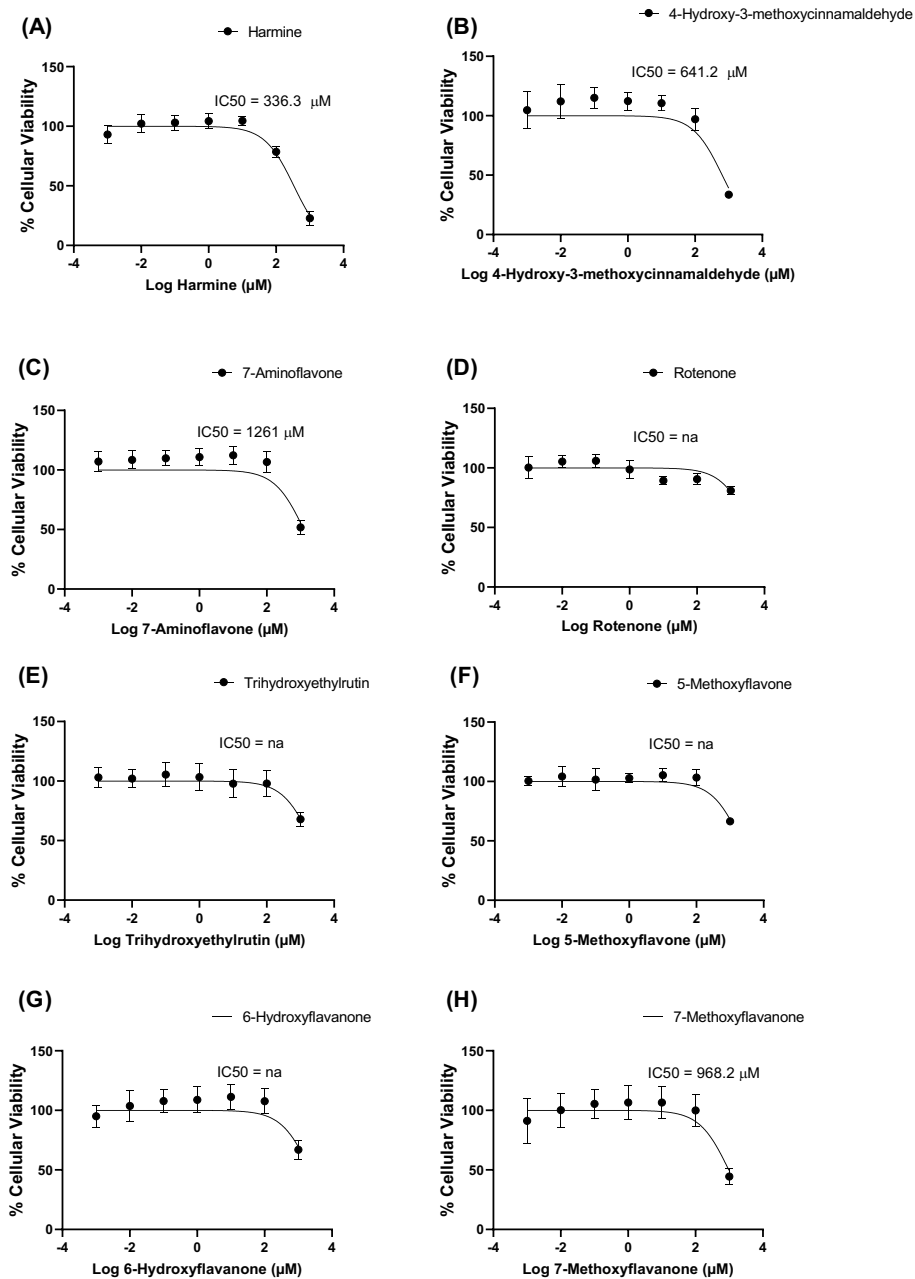 (A)
Harmine
150
100
50
0
-4 -2 0 2 4
% Cellular Viability
IC50 = 336.3 μM
Log Harmine (μM)
(B)
4-Hydroxy-3-methoxycinnamaldehyde
150
100
50
0
-4 -2 0 2 4
% Cellular Viability
IC50 = 641.2 μM
Log 4-Hydroxy-3-methoxycinnamaldehyde (μM)
(C)
7-Aminoflavone
150
100
50
0
-4 -2 0 2 4
% Cellular Viability
IC50 = 1261 μM
Log 7-Aminoflavone (μM)
(D)
Rotenone
150
100
50
0
-4 -2 0 2 4
% Cellular Viability
IC50 = na
Log Rotenone (μM)
(E)
Trihydroxyethylrutin
150
100
50
0
-4 -2 0 2 4
% Cellular Viability
IC50 = na
Log Trihydroxyethylrutin (μM)
(F)
5-Methoxyflavone
150
100
50
0
-4 -2 0 2 4
% Cellular Viability
IC50 = na
Log 5-Methoxyflavone (μM)
(G)
6-Hydroxyflavanone
150
100
50
0
-4 -2 0 2 4
% Cellular Viability
IC50 = na
Log 6-Hydroxyflavanone (μM)
(H)
7-Methoxyflavanone
150
100
50
0
-4 -2 0 2 4
% Cellular Viability
IC50 = 968.2 μM
Log 7-Methoxyflavanone (μM)